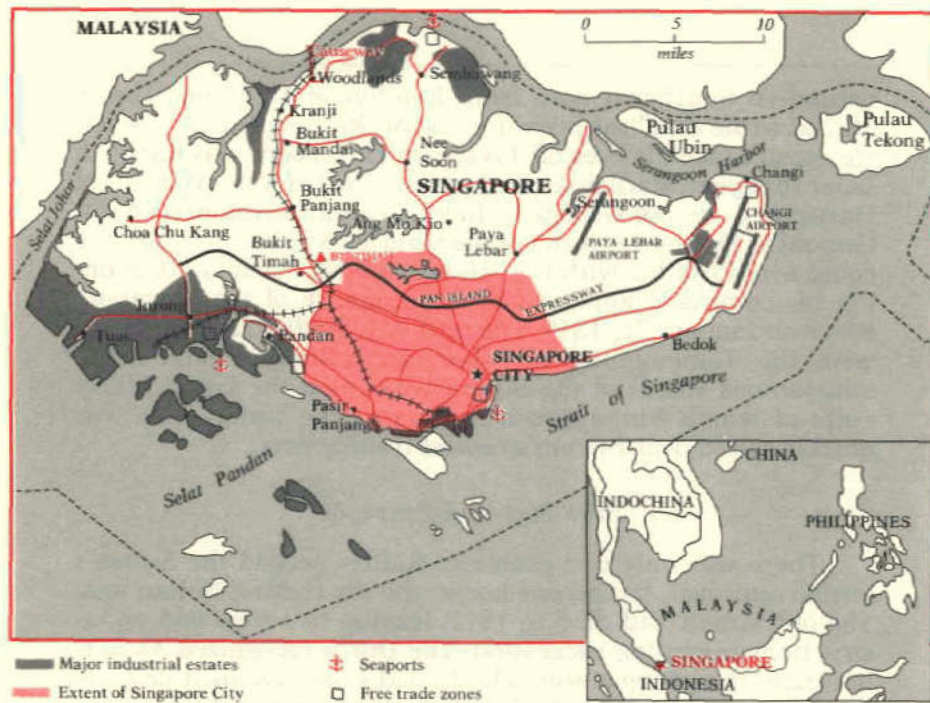 MALAYSIA
0 5 10
miles
Causeway
Woodlands
Sembawang
Kranji
Bukit
Mandai
Nee
Soon
Pulau
Ubin
Pulau
Tekong
Serangoon Harbor
Changi
SINGAPORE
Selat Johor
Bukit
Panjang
Serangoon
CHANGI
AIRPORT
Choa Chu Kang
Ang Mo Kio
Paya
Lebar
PAYA LEBAR
AIRPORT
Bukit
Timah
PAN-ISLAND EXPRESSWAY
Jurong
Tuas
Pandan
Bedok
SINGAPORE
CITY
Strait of Singapore
Pasir
Panjang
Selat Pandan
CHINA
INDOCHINA
PHILIPPINES
MALAYSIA
SINGAPORE
INDONESIA
Major industrial estates
Seaports
Extent of Singapore City
Free trade zones